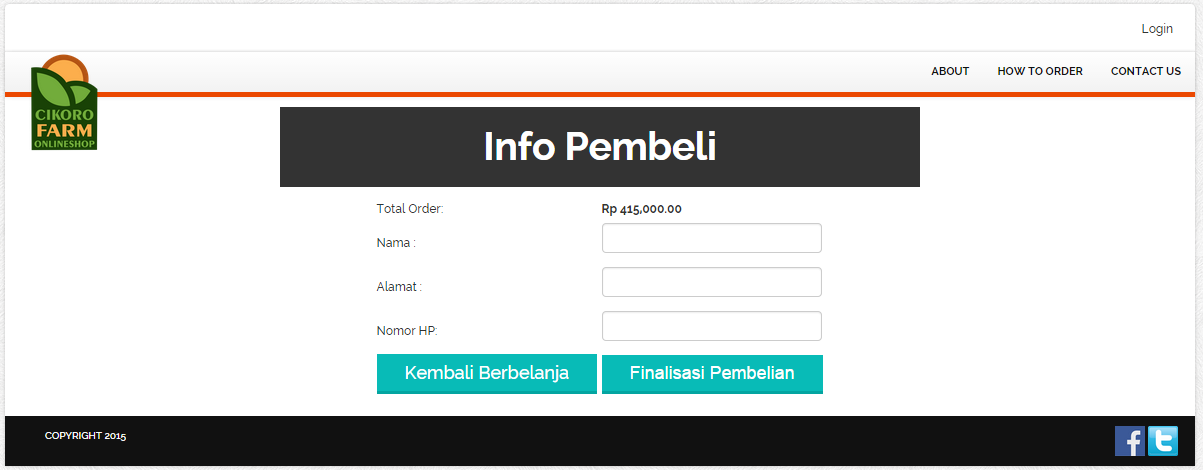 Login
CIKORO
FARM
ONLINESHOP
ABOUT HOW TO ORDER CONTACT US
Info Pembeli
Total Order: Rp 415,000.00
Nama :
Alamat :
Nomor HP:
Kembali Berbelanja Finalisasi Pembelian
COPYRIGHT 2015